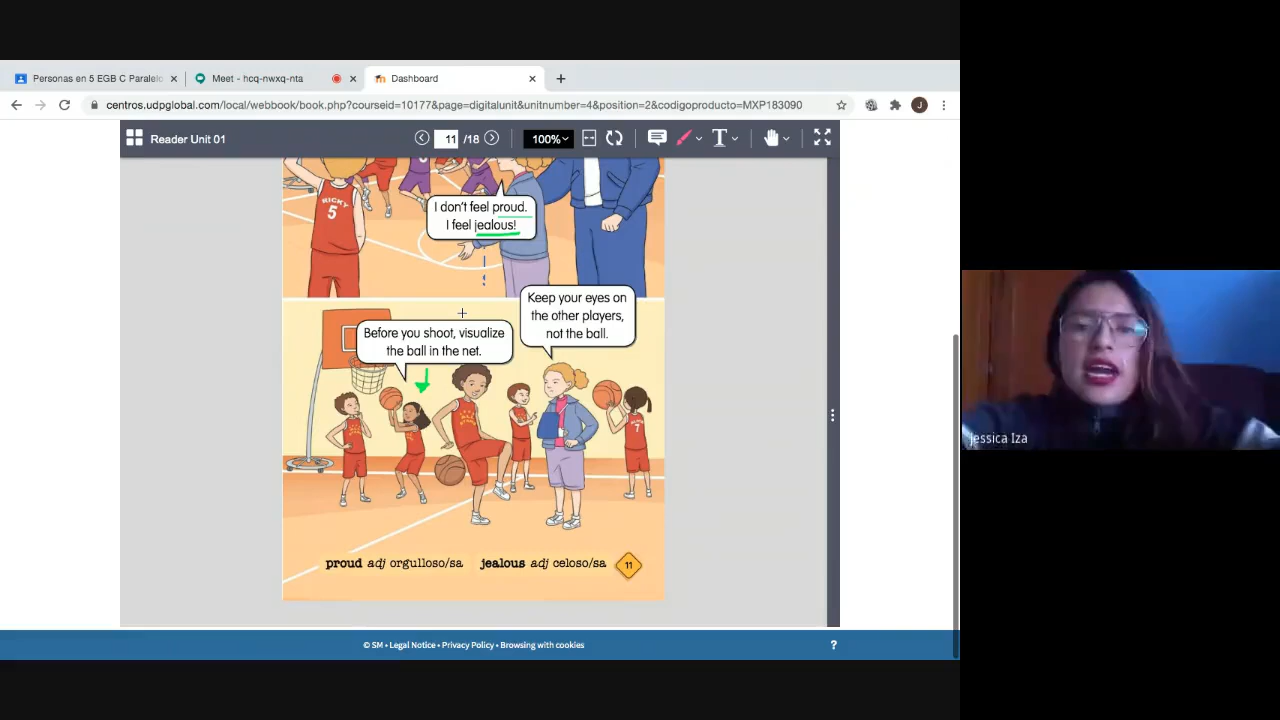 Personas en 5 EGB C Paralelo
Meet - hcq-nwxq-nta
Dashboard
centros.udpglobal.com/local/webbook/book.php?courseid=10177&page=digitalunit&unitnumber=4&position=2&codigoproducto=MXP183090
J
Reader Unit 01
11 /18
100%
T
RICKY
5
I don't feel proud.
I feel jealous!
Keep your eyes on
the other players,
not the ball.
Before you shoot, visualize
the ball in the net.
7
proud adj orgulloso/sa jealous adj celoso/sa 11
© SM • Legal Notice • Privacy Policy • Browsing with cookies
?
Jessica Iza